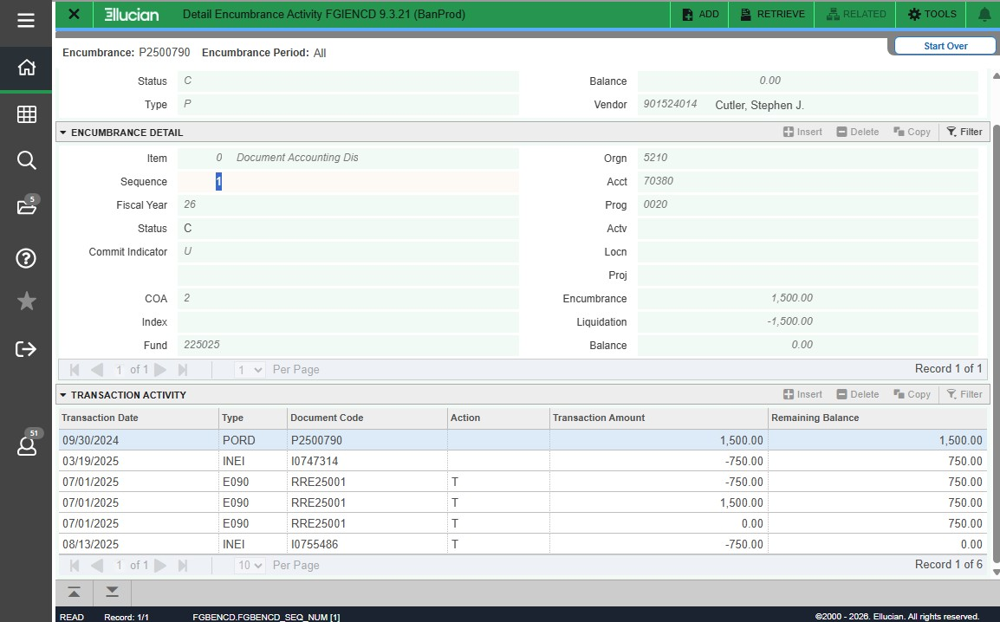 Ellucian Detail Encumbrance Activity FGIENCD 9.3.21 (BanProd) ADD RETRIEVE RELATED TOOLS
Encumbrance: P2500790 Encumbrance Period: All Start Over
Status C Balance 0.00
Type P Vendor 901524014 Cutler, Stephen J.
ENCUMBRANCE DETAIL Insert Delete Copy Filter
Item 0 Document Accounting Dis Orgn 5210
Sequence 1 Acct 70380
Fiscal Year 26 Prog 0020
5
Status C Actv
Commit Indicator U Locn
Proj
COA 2 Encumbrance 1,500.00
Index Liquidation -1,500.00
Fund 225025 Balance 0.00
1 of 1 1 Per Page Record 1 of 1
TRANSACTION ACTIVITY Insert Delete Copy Filter
Transaction Date Type Document Code Action Transaction Amount Remaining Balance
51
09/30/2024 PORD P2500790 1,500.00 1,500.00
03/19/2025 INEI I0747314 -750.00 750.00
07/01/2025 E090 RRE25001 T -750.00 750.00
07/01/2025 E090 RRE25001 T 1,500.00 750.00
07/01/2025 E090 RRE25001 T 0.00 750.00
08/13/2025 INEI I0755486 T -750.00 0.00
1 of 1 10 Per Page Record 1 of 6
READ Record: 1/1 FGBENCD.FGBENCD_SEQ_NUM [1] ©2000 - 2026. Ellucian. All rights reserved.